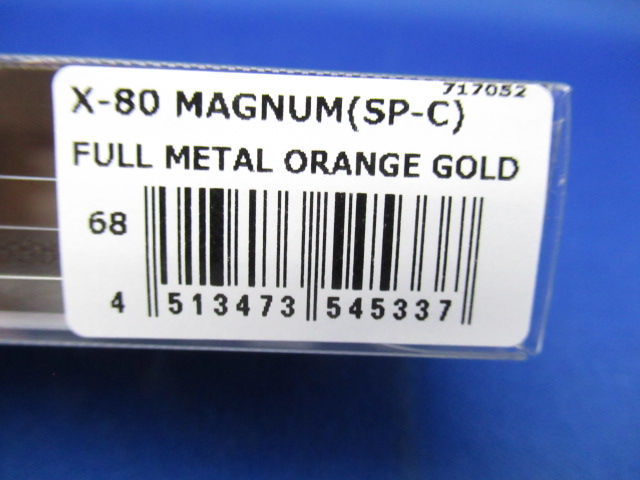 717052
X-80 MAGNUM(SP-C)
FULL METAL ORANGE GOLD
68
4 513473 545337